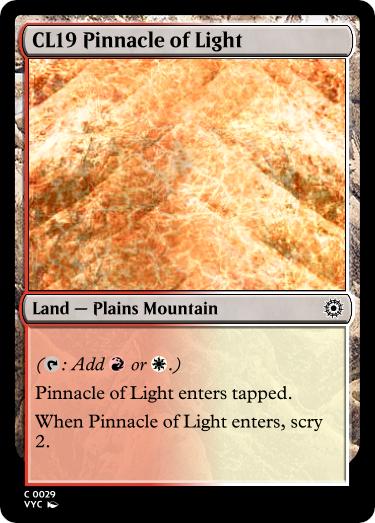 CL19 Pinnacle of Light
Land — Plains Mountain
(T: Add R or W.)
Pinnacle of Light enters tapped.
When Pinnacle of Light enters, scry
2.
C 0029
VYC